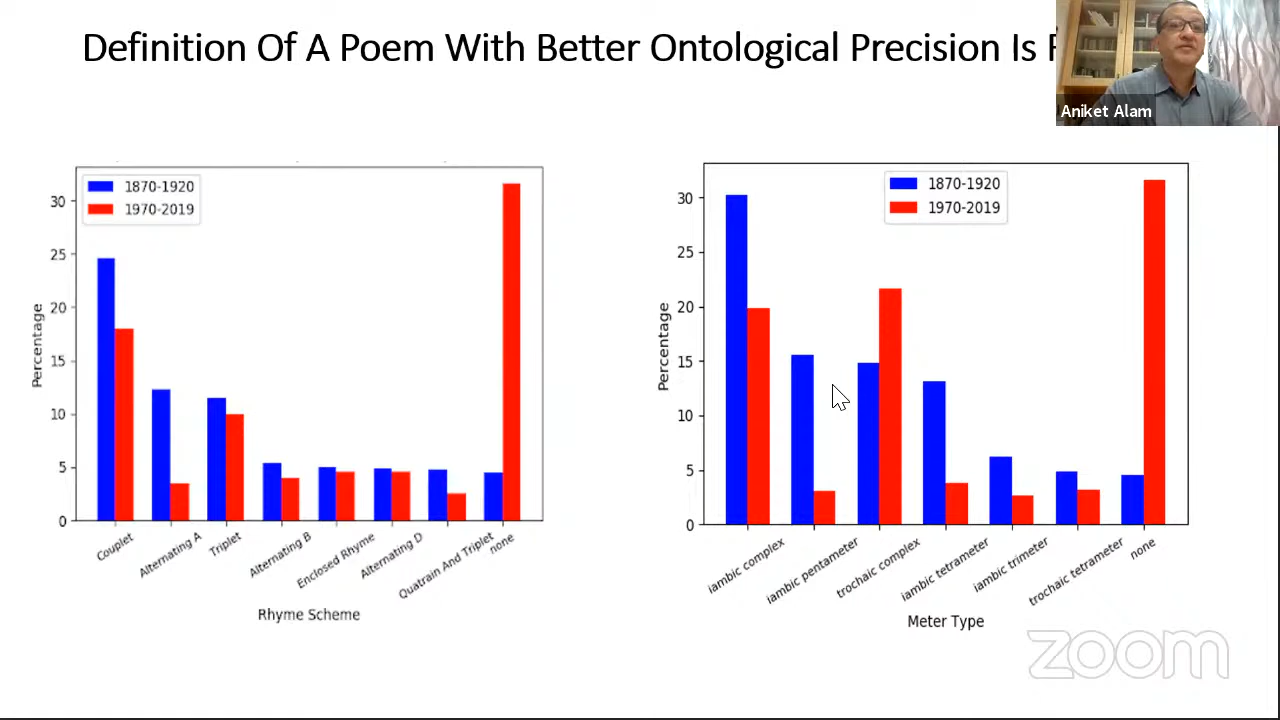 Definition Of A Poem With Better Ontological Precision Is
Aniket Alam
1870-1920
1970-2019
30
25
20
15
10
5
0
Percentage
Couplet
Alternating A
Triplet
Alternating B
Enclosed Rhyme
Alternating D
Quatrain And Triplet
none
Rhyme Scheme
1870-1920
1970-2019
30
25
20
15
10
5
0
Percentage
iambic complex
iambic pentameter
trochaic complex
iambic tetrameter
iambic trimeter
trochaic tetrameter
none
Meter Type
zoom